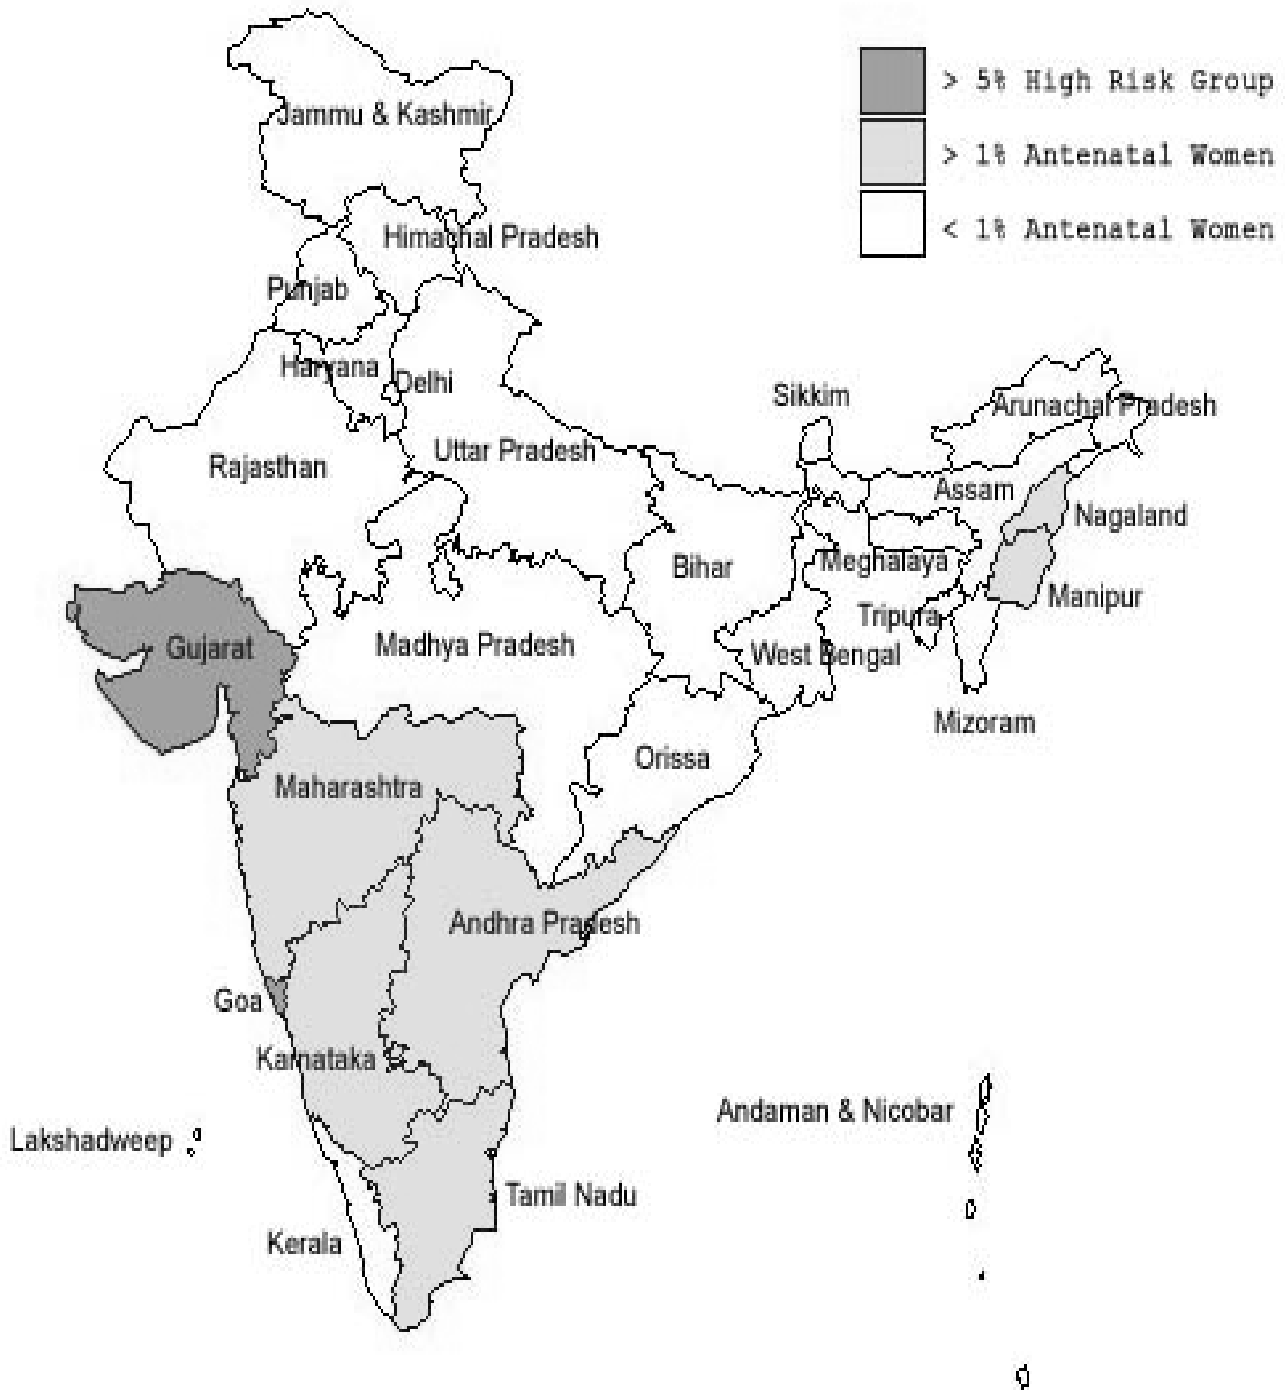 > 5% High Risk Group
> 1% Antenatal Women
< 1% Antenatal Women
Jammu & Kashmir
Himachal Pradesh
Punjab
Haryana
Delhi
Sikkim
Arunachal Pradesh
Rajasthan
Uttar Pradesh
Assam
Nagaland
Bihar
Meghalaya
Manipur
Tripura
Gujarat
Madhya Pradesh
West Bengal
Mizoram
Orissa
Maharashtra
Andhra Pradesh
Goa
Karnataka
Andaman & Nicobar
Lakshadweep
Tamil Nadu
Kerala